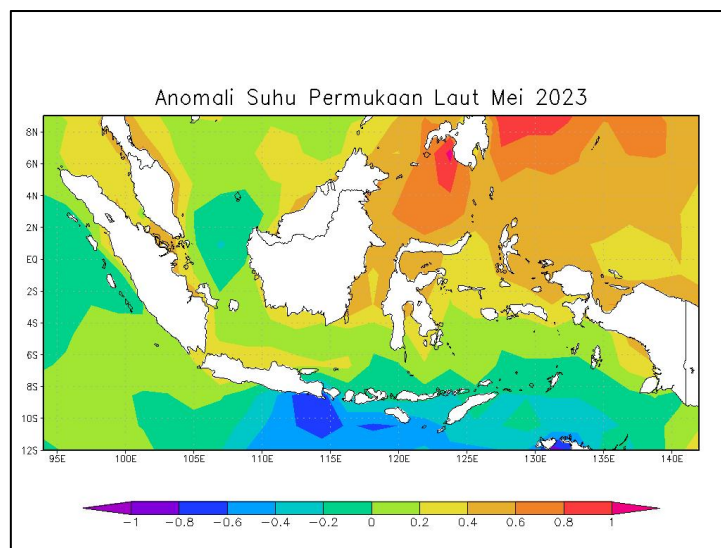 Anomali Suhu Permukaan Laut Mei 2023
8N
6N
4N
2N
EQ
2S
4S
6S
8S
10S
12S
95E 100E 105E 110E 115E 120E 125E 130E 135E 140E
-1 -0.8 -0.6 -0.4 -0.2 0 0.2 0.4 0.6 0.8 1